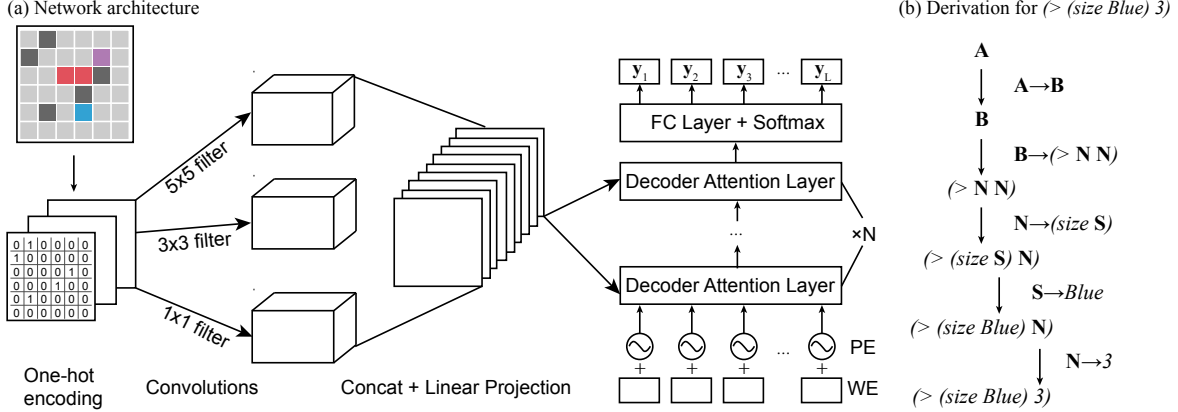 (a) Network architecture
5x5 filter
3x3 filter
1x1 filter
0 1 0 0 0 0
1 0 0 0 0 0
0 0 0 0 1 0
0 0 0 1 0 0
0 1 0 0 0 0
0 0 0 0 0 0
One-hot
encoding
Convolutions
Concat + Linear Projection
y1 y2 y3 ... yL
FC Layer + Softmax
Decoder Attention Layer
...
×N
Decoder Attention Layer
... PE
+ + + +
... WE
(b) Derivation for (> (size Blue) 3)
A
A→B
B
B→(> N N)
(> N N)
N→(size S)
(> (size S) N)
S→Blue
(> (size Blue) N)
N→3
(> (size Blue) 3)